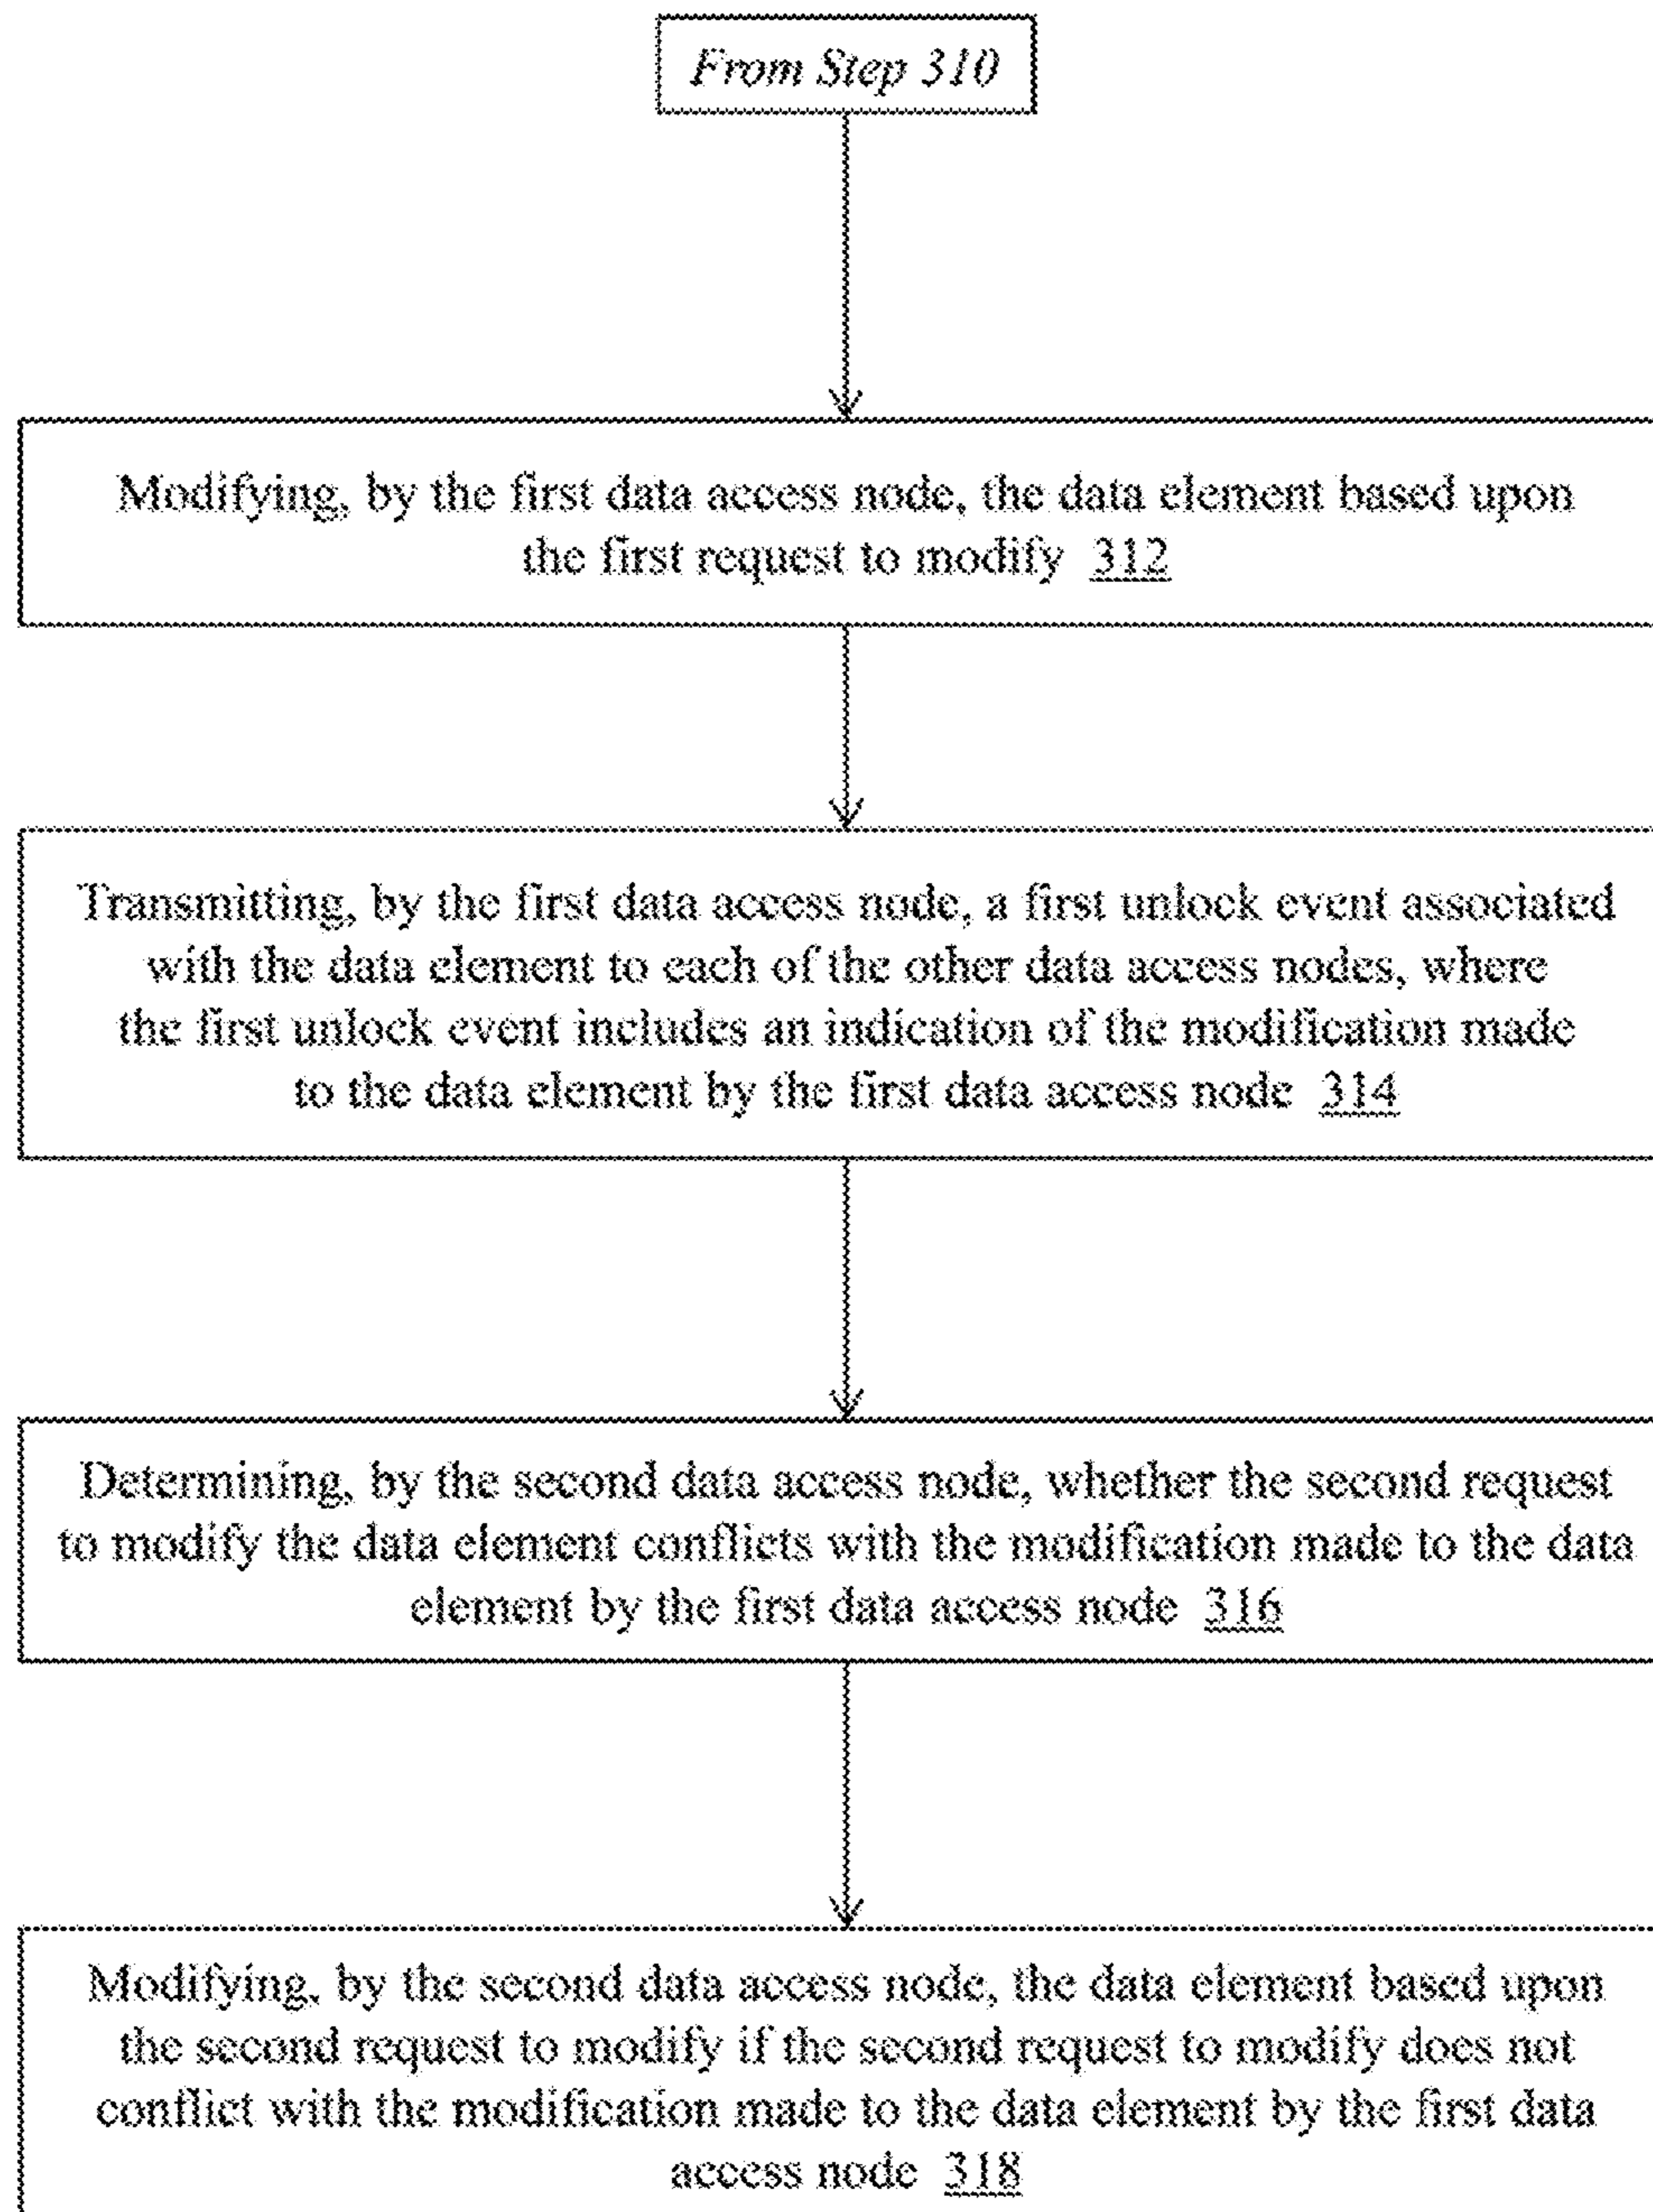 From Step 310
Modifying, by the first data access node, the data element based upon
the first request to modify 312
Transmitting, by the first data access node, a first unlock event associated
with the data element to each of the other data access nodes, where
the first unlock event includes an indication of the modification made
to the data element by the first data access node 314
Determining, by the second data access node, whether the second request
to modify the data element conflicts with the modification made to the data
element by the first data access node 316
Modifying, by the second data access node, the data element based upon
the second request to modify if the second request to modify does not
conflict with the modification made to the data element by the first data
access node 318